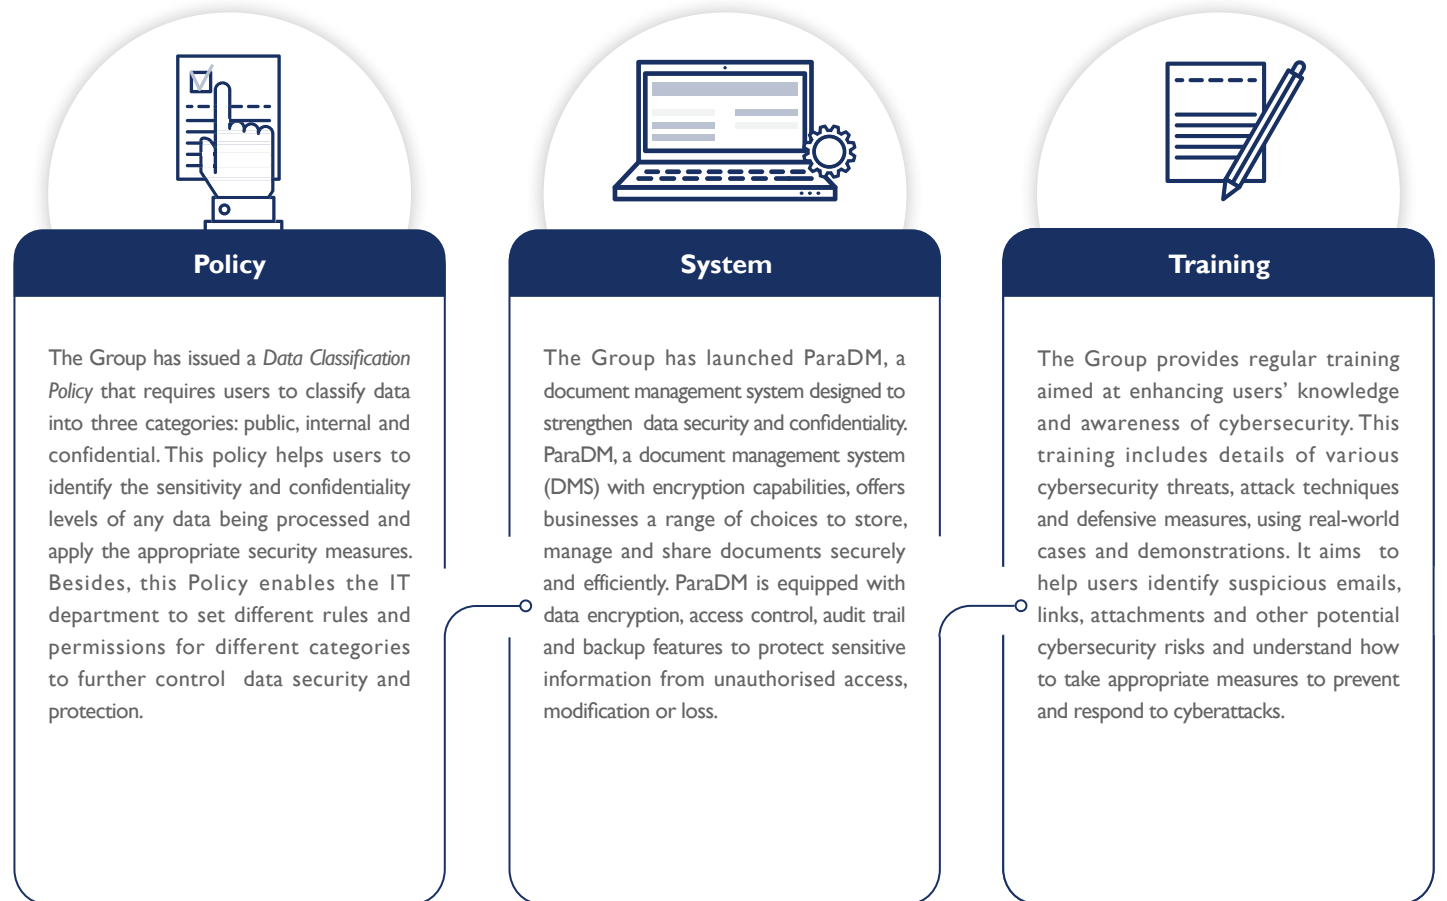 Policy
The Group has issued a Data Classification
Policy that requires users to classify data
into three categories: public, internal and
confidential. This policy helps users to
identify the sensitivity and confidentiality
levels of any data being processed and
apply the appropriate security measures.
Besides, this Policy enables the IT
department to set different rules and
permissions for different categories
to further control data security and
protection.
System
The Group has launched ParaDM, a
document management system designed to
strengthen data security and confidentiality.
ParaDM, a document management system
(DMS) with encryption capabilities, offers
businesses a range of choices to store,
manage and share documents securely
and efficiently. ParaDM is equipped with
data encryption, access control, audit trail
and backup features to protect sensitive
information from unauthorised access,
modification or loss.
Training
The Group provides regular training
aimed at enhancing users’ knowledge
and awareness of cybersecurity. This
training includes details of various
cybersecurity threats, attack techniques
and defensive measures, using real-world
cases and demonstrations. It aims to
help users identify suspicious emails,
links, attachments and other potential
cybersecurity risks and understand how
to take appropriate measures to prevent
and respond to cyberattacks.